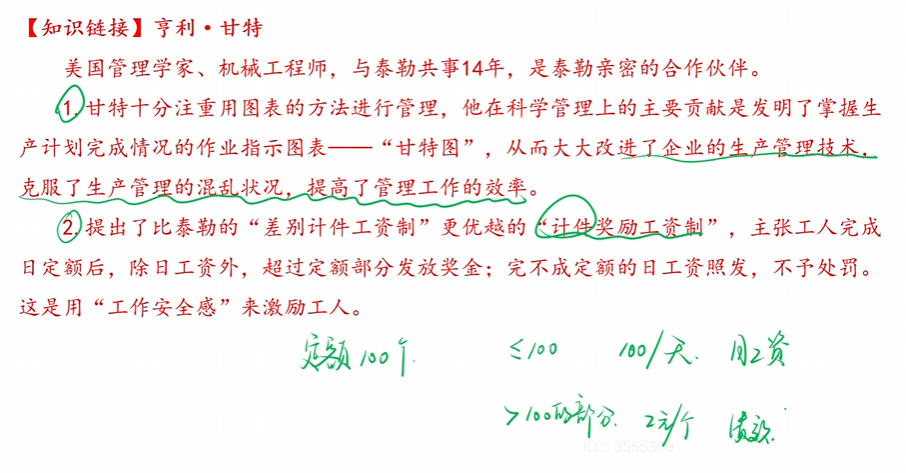 【知识链接】亨利·甘特
美国管理学家、机械工程师，与泰勒共事14年，是泰勒亲密的合作伙伴。
1.甘特十分注重用图表的方法进行管理，他在科学管理上的主要贡献是发明了掌握生
产计划完成情况的作业指示图表——“甘特图”，从而大大改进了企业的生产管理技术，
克服了生产管理的混乱状况，提高了管理工作的效率。
2.提出了比泰勒的“差别计件工资制”更优越的“计件奖励工资制”，主张工人完成
日定额后，除日工资外，超过定额部分发放奖金；完不成定额的日工资照发，不予处罚。
这是用“工作安全感”来激励工人。
定额100个. ≤100 100/天. 日工资
>100的部分. 2元/个 绩效.